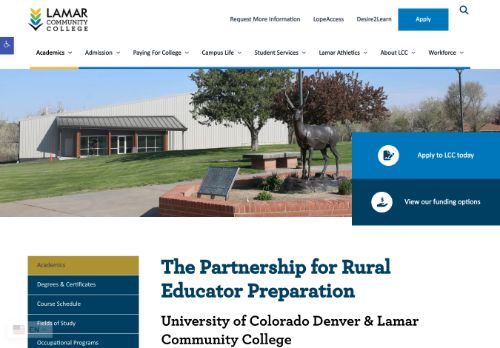 LAMAR
COMMUNITY
COLLEGE
Request More Information LopeAccess Desire2Learn Apply
Academics Admission Paying For College Campus Life Student Services Lamar Athletics About LCC Workforce
Apply to LCC today
View our funding options
Academics
Degrees & Certificates
Course Schedule
Fields of Study
EN
Occupational Programs
The Partnership for Rural
Educator Preparation
University of Colorado Denver & Lamar
Community College